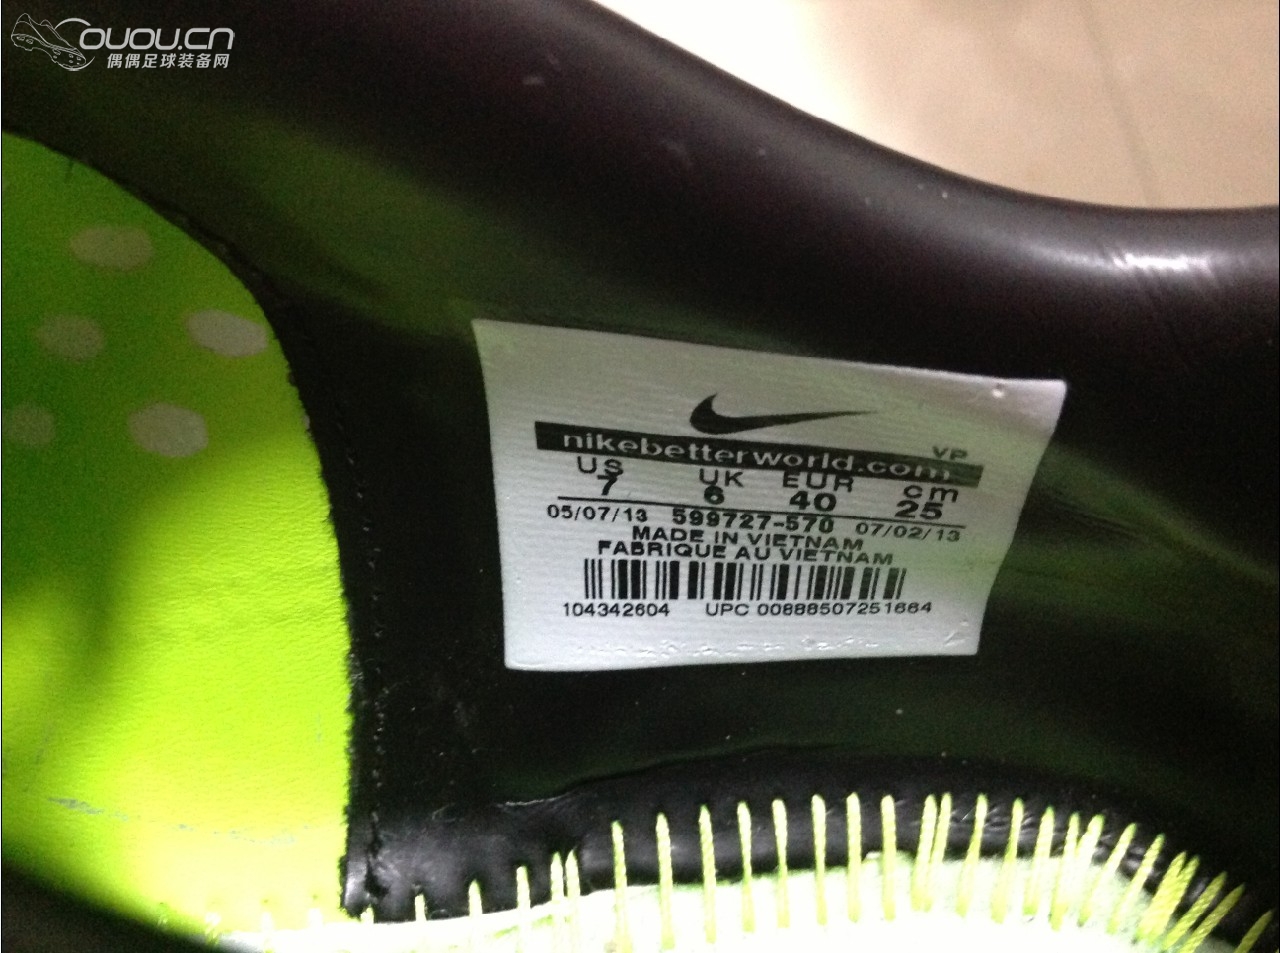 OUOU.CN
偶偶足球装备网
nikebetterworld.com VP
US UK EUR cm
7 6 40 25
05/07/13 599727-570 07/02/13
MADE IN VIETNAM
FABRIQUE AU VIETNAM
104342604 UPC 00888507251664